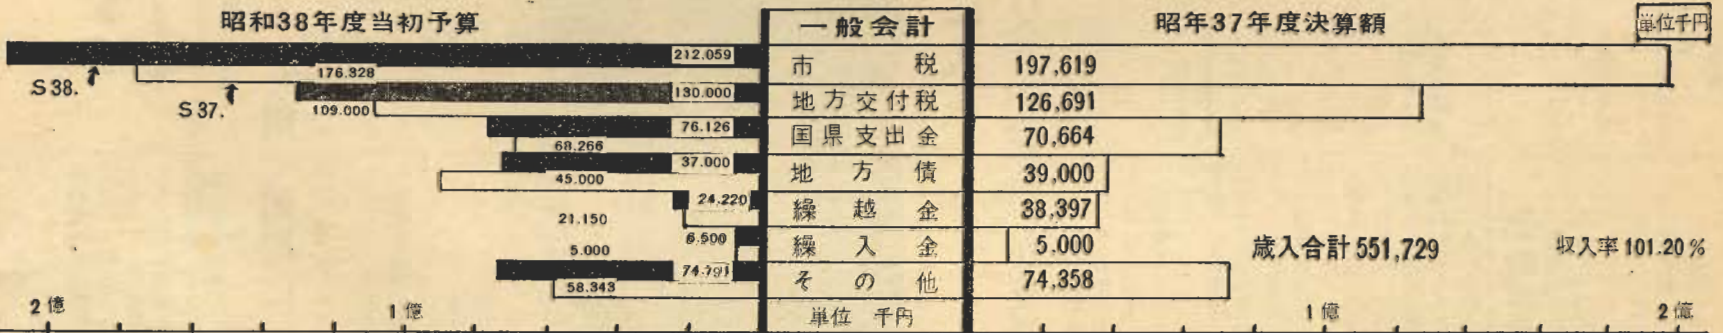 昭和38年度当初予算
一般会計
昭年37年度決算額
単位千円
212.059
市税
197,619
S38.
176.328
S37.
130.000
地方交付税
126,691
109.000
76.126
国県支出金
70,664
68.266
37.000
地方債
39,000
45.000
24.220
繰越金
38,397
21.150
6.500
繰入金
5,000
5.000
歳入合計 551,729
収入率 101.20%
74.791
その他
74,358
58.343
単位 千円
2億
1億
1億
2億